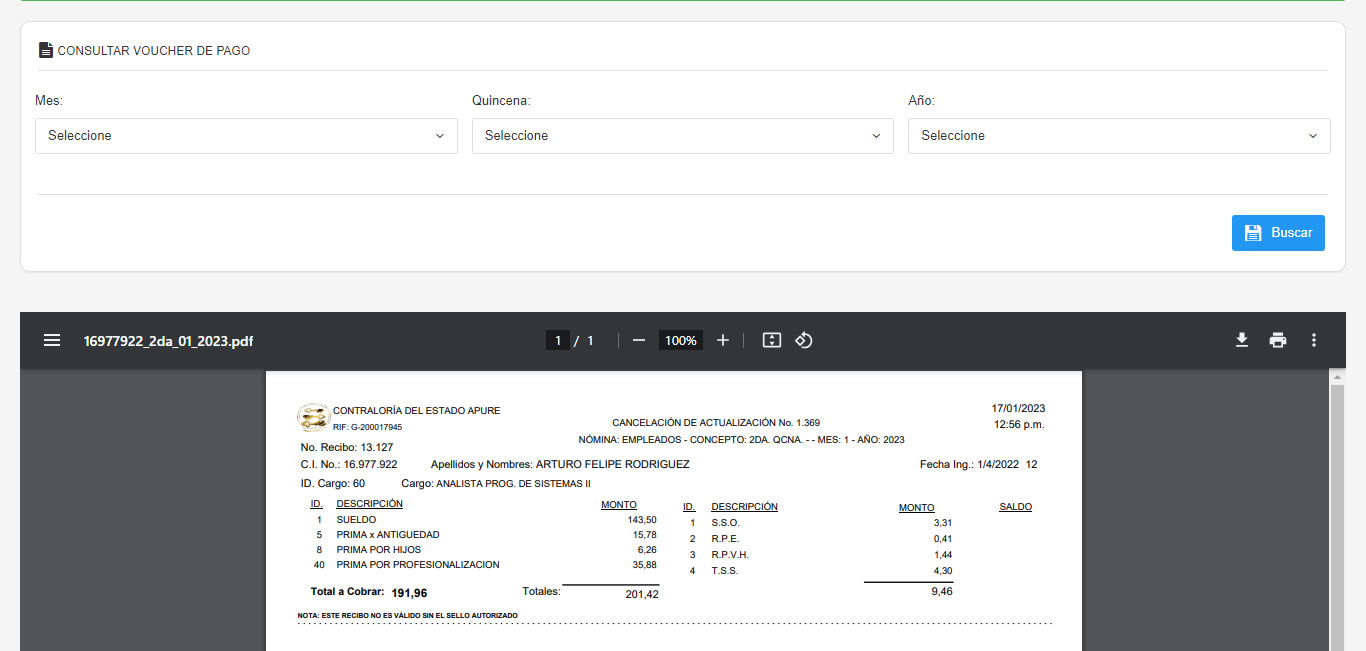 CONSULTAR VOUCHER DE PAGO
Mes: Quincena: Año:
Seleccione Seleccione Seleccione
Buscar
16977922_2da_01_2023.pdf 1 / 1 100%
CONTRALORÍA DEL ESTADO APURE 17/01/2023
RIF: G-200017945 CANCELACIÓN DE ACTUALIZACIÓN No. 1.369 12:56 p.m.
NÓMINA: EMPLEADOS - CONCEPTO: 2DA. QCNA. - - MES: 1 - AÑO: 2023
No. Recibo: 13.127
C.I. No.: 16.977.922 Apellidos y Nombres: ARTURO FELIPE RODRIGUEZ Fecha Ing.: 1/4/2022 12
ID. Cargo: 60 Cargo: ANALISTA PROG. DE SISTEMAS II
ID. DESCRIPCIÓN MONTO ID. DESCRIPCIÓN MONTO SALDO
1 SUELDO 143,50 1 S.S.O. 3,31
5 PRIMA x ANTIGUEDAD 15,78 2 R.P.E. 0,41
8 PRIMA POR HIJOS 6,26 3 R.P.V.H. 1,44
40 PRIMA POR PROFESIONALIZACION 35,88 4 T.S.S. 4,30
Total a Cobrar: 191,96 Totales: 201,42 9,46
NOTA: ESTE RECIBO NO ES VÁLIDO SIN EL SELLO AUTORIZADO